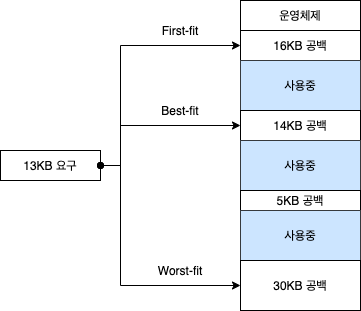 운영체제
First-fit
16KB 공백
사용중
Best-fit
14KB 공백
13KB 요구
사용중
5KB 공백
사용중
Worst-fit
30KB 공백